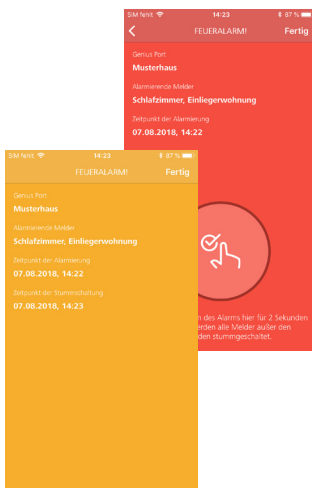 SIM fehlt 14:23 87 %
FEUERALARM! Fertig
Genius Port
Musterhaus
Alarmierende Melder
Schlafzimmer, Einliegerwohnung
Zeitpunkt der Alarmierung
07.08.2018, 14:22
n des Alarms hier für 2 Sekunden
erden alle Melder außer den
den stummgeschaltet.
SIM fehlt 14:23 87 %
FEUERALARM! Fertig
Genius Port
Musterhaus
Alarmierende Melder
Schlafzimmer, Einliegerwohnung
Zeitpunkt der Alarmierung
07.08.2018, 14:22
Zeitpunkt der Stummschaltung
07.08.2018, 14:23